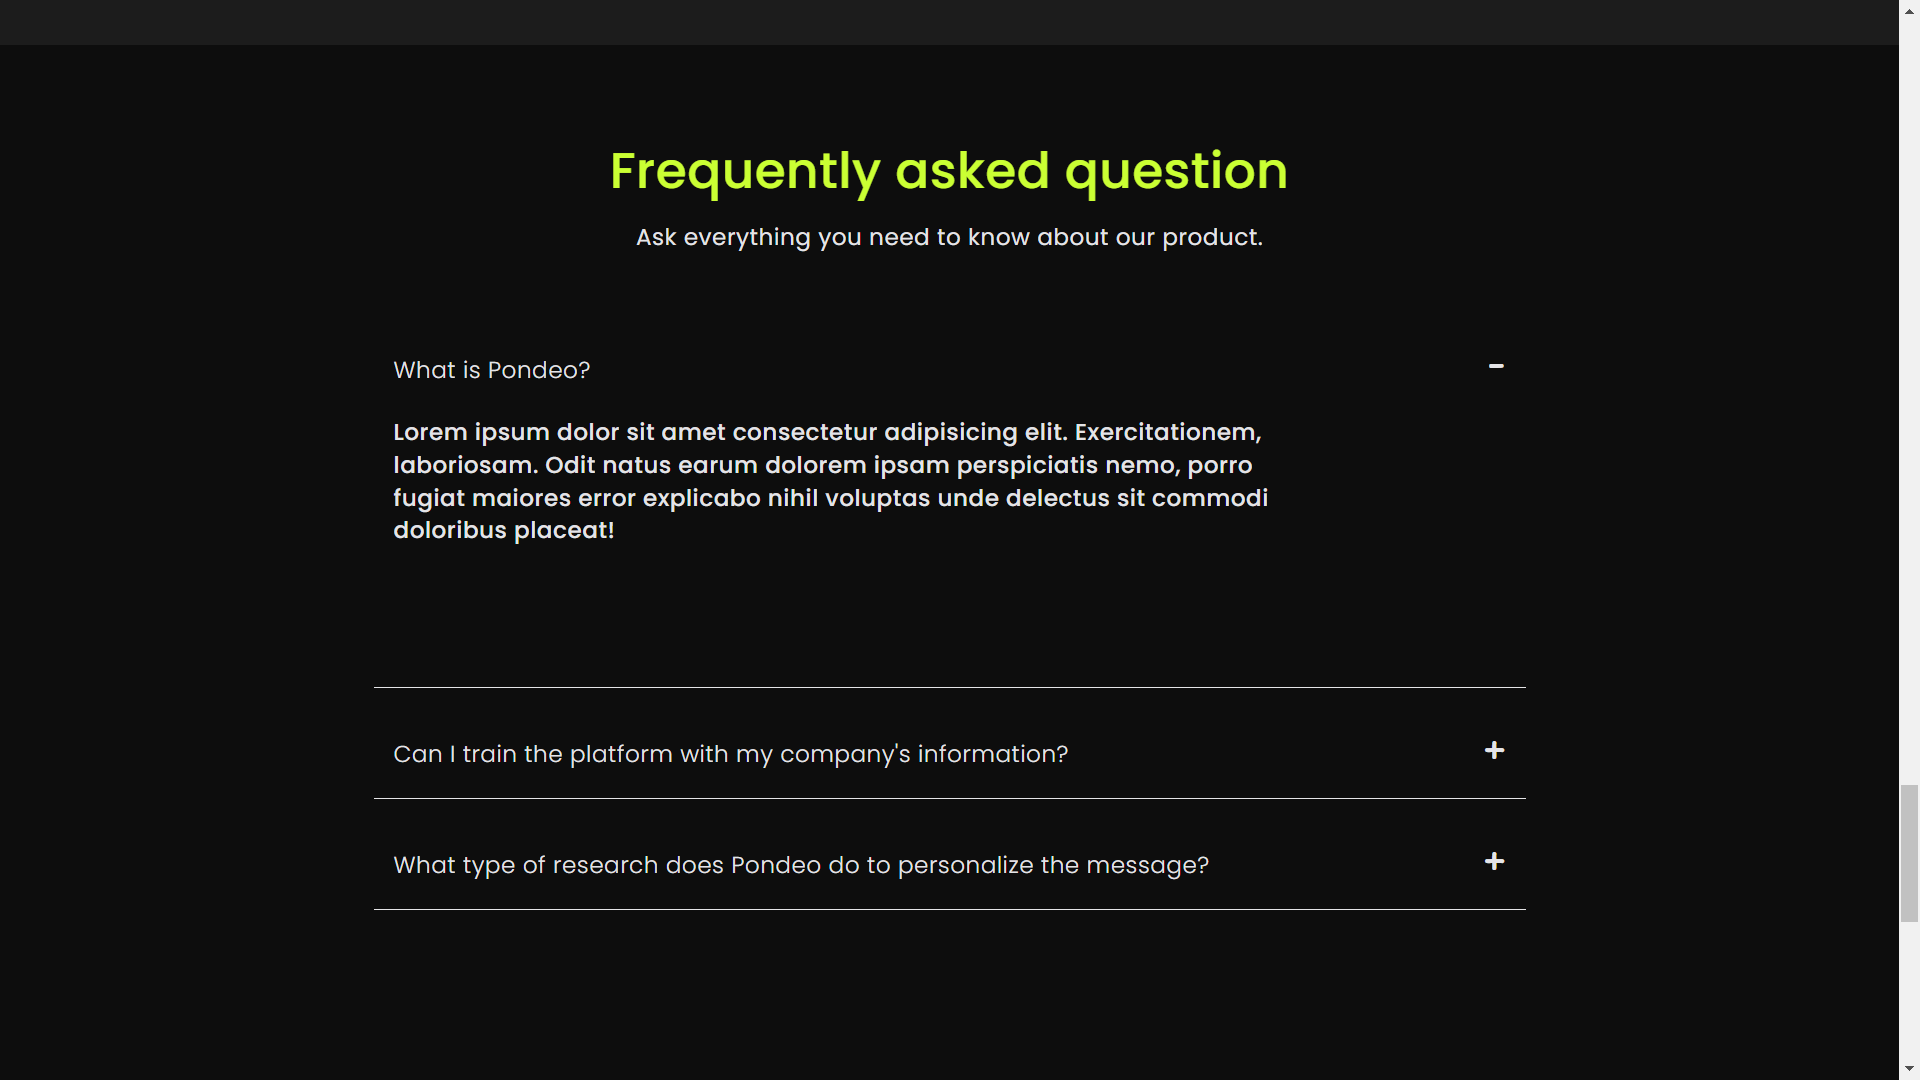 Frequently asked question
Ask everything you need to know about our product.
What is Pondeo?
Lorem ipsum dolor sit amet consectetur adipisicing elit. Exercitationem,
laboriosam. Odit natus earum dolorem ipsam perspiciatis nemo, porro
fugiat maiores error explicabo nihil voluptas unde delectus sit commodi
doloribus placeat!
Can I train the platform with my company's information?
What type of research does Pondeo do to personalize the message?